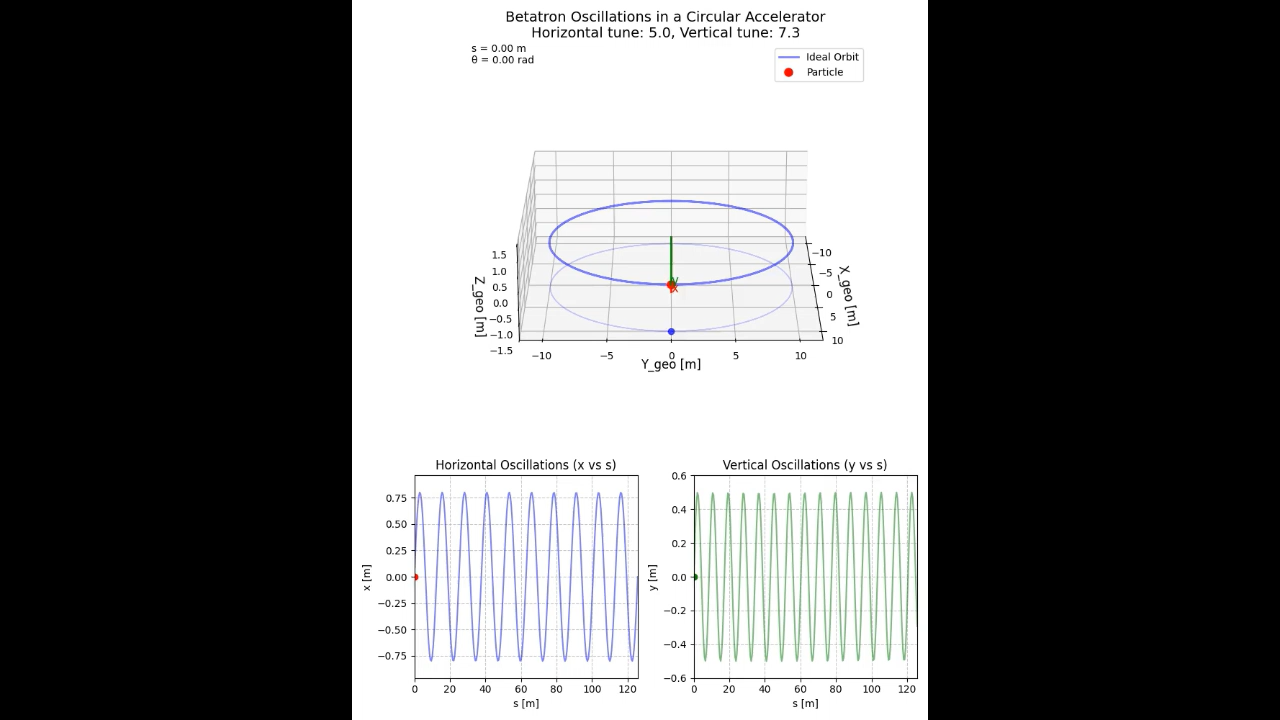 Betatron Oscillations in a Circular Accelerator
Horizontal tune: 5.0, Vertical tune: 7.3
s = 0.00 m
θ = 0.00 rad
Ideal Orbit
Particle
1.5
1.0
0.5
0.0
−0.5
−1.0
−1.5
Z_geo [m]
−10
−5
0
5
10
Y_geo [m]
−10
−5
0
5
10
X_geo [m]
y
x
Horizontal Oscillations (x vs s)
0.75
0.50
0.25
0.00
−0.25
−0.50
−0.75
x [m]
0 20 40 60 80 100 120
s [m]
Vertical Oscillations (y vs s)
0.6
0.4
0.2
0.0
−0.2
−0.4
−0.6
y [m]
0 20 40 60 80 100 120
s [m]